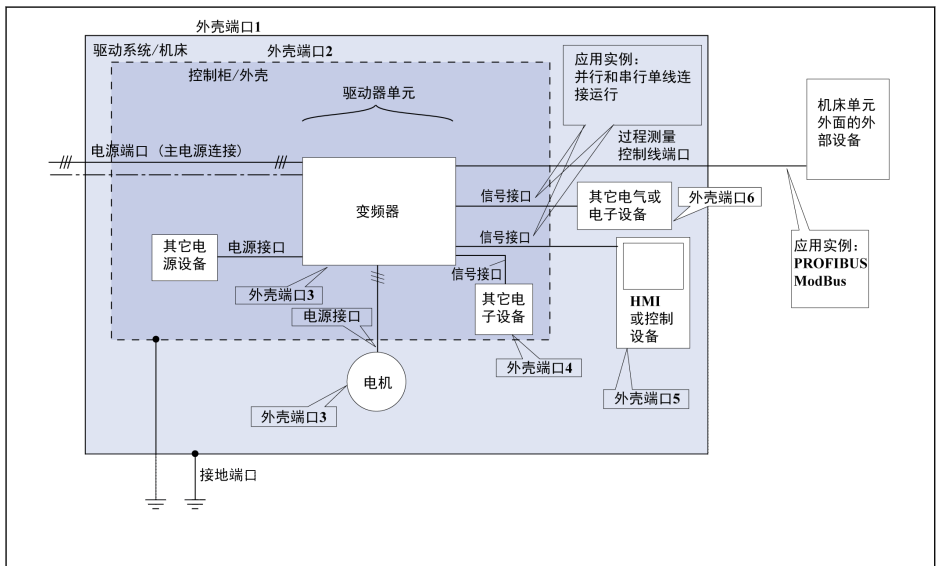 外壳端口1
驱动系统/机床
外壳端口2
控制柜/外壳
驱动器单元
应用实例：
并行和串行单线连
接运行
机床单元
外面的外
部设备
电源端口（主电源连接）
过程测量
控制线端口
变频器
信号接口
其它电气或
电子设备
外壳端口6
其它电
源设备
电源接口
信号接口
应用实例：
PROFIBUS
ModBus
外壳端口3
信号接口
其它电
子设备
HMI
或控制
设备
电源接口
外壳端口4
电机
外壳端口3
外壳端口5
接地端口